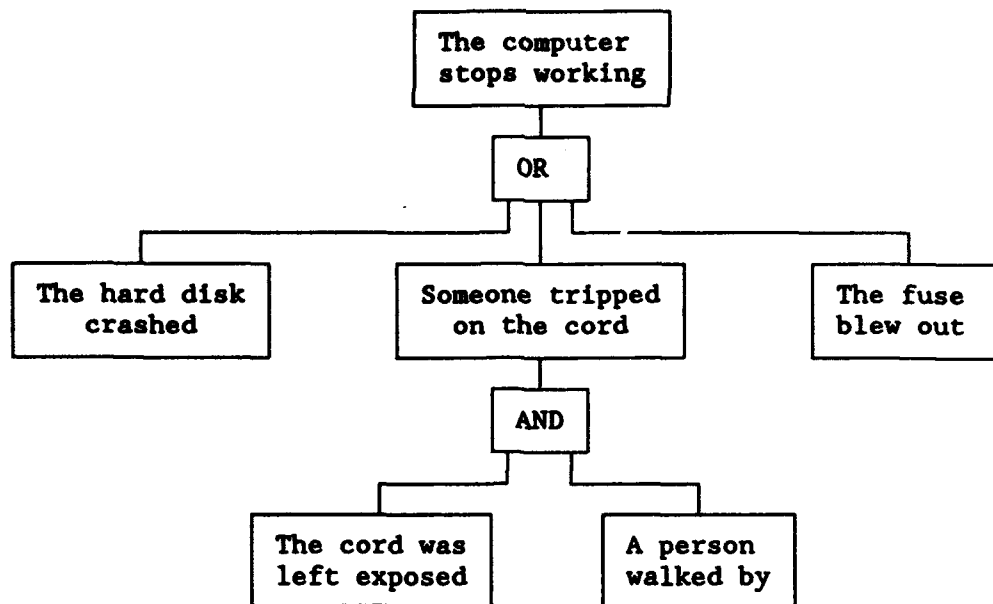 The computer
stops working
OR
The hard disk
crashed
Someone tripped
on the cord
The fuse
blew out
AND
The cord was
left exposed
A person
walked by